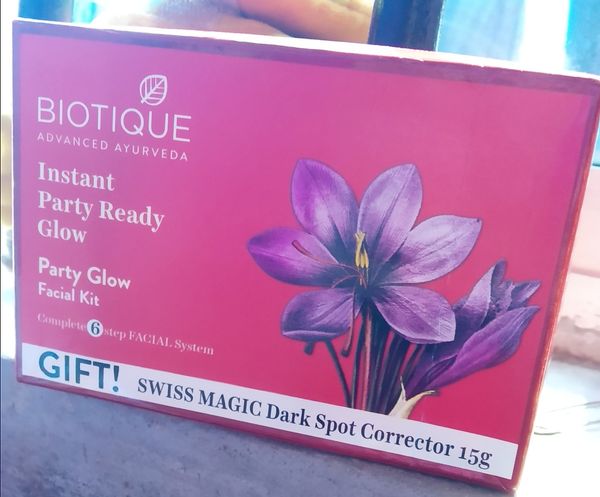 BIOTIQUE
ADVANCED AYURVEDA
Instant
Party Ready
Glow
Party Glow
Facial Kit
Complete 6 step FACIAL System
GIFT! SWISS MAGIC Dark Spot Corrector 15g